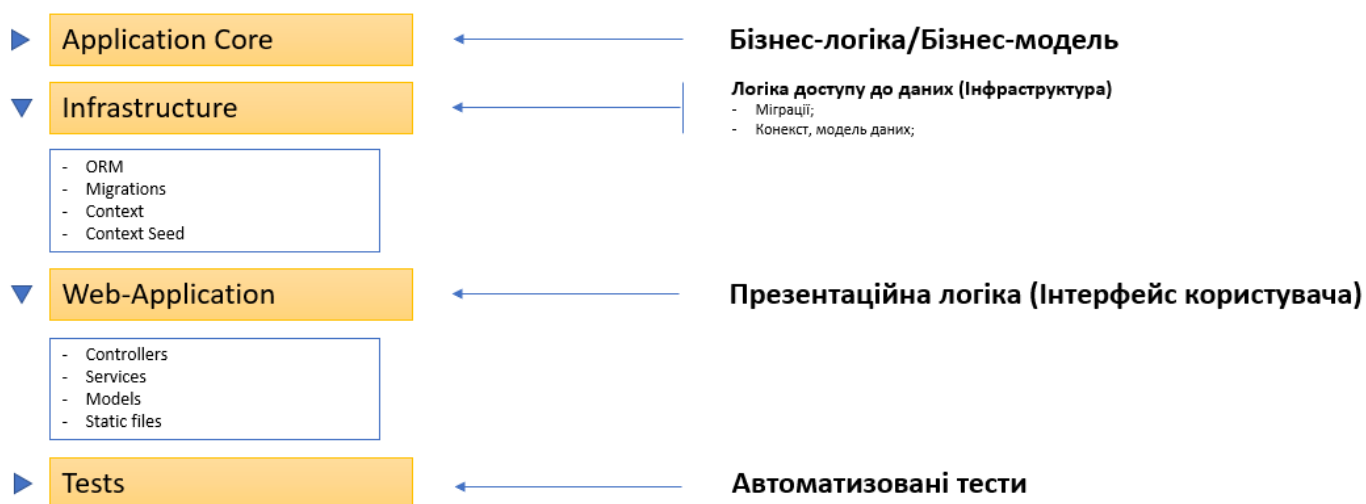 Application Core
Бізнес-логіка/Бізнес-модель
Infrastructure
Логіка доступу до даних (Інфраструктура)
- Міграції;
- Конекст, модель даних;
- ORM
- Migrations
- Context
- Context Seed
Web-Application
Презентаційна логіка (Інтерфейс користувача)
- Controllers
- Services
- Models
- Static files
Tests
Автоматизовані тести